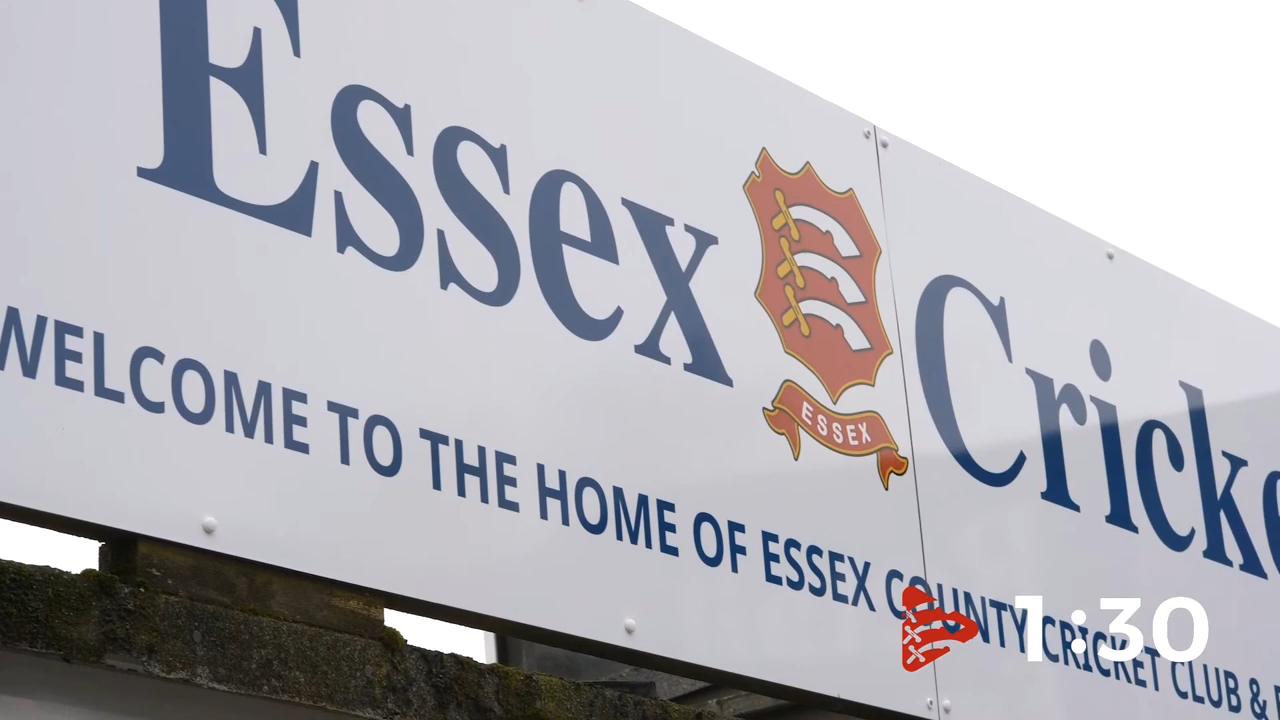 Essex Cricke
ESSEX
WELCOME TO THE HOME OF ESSEX COUNTY CRICKET CLUB &
1:30